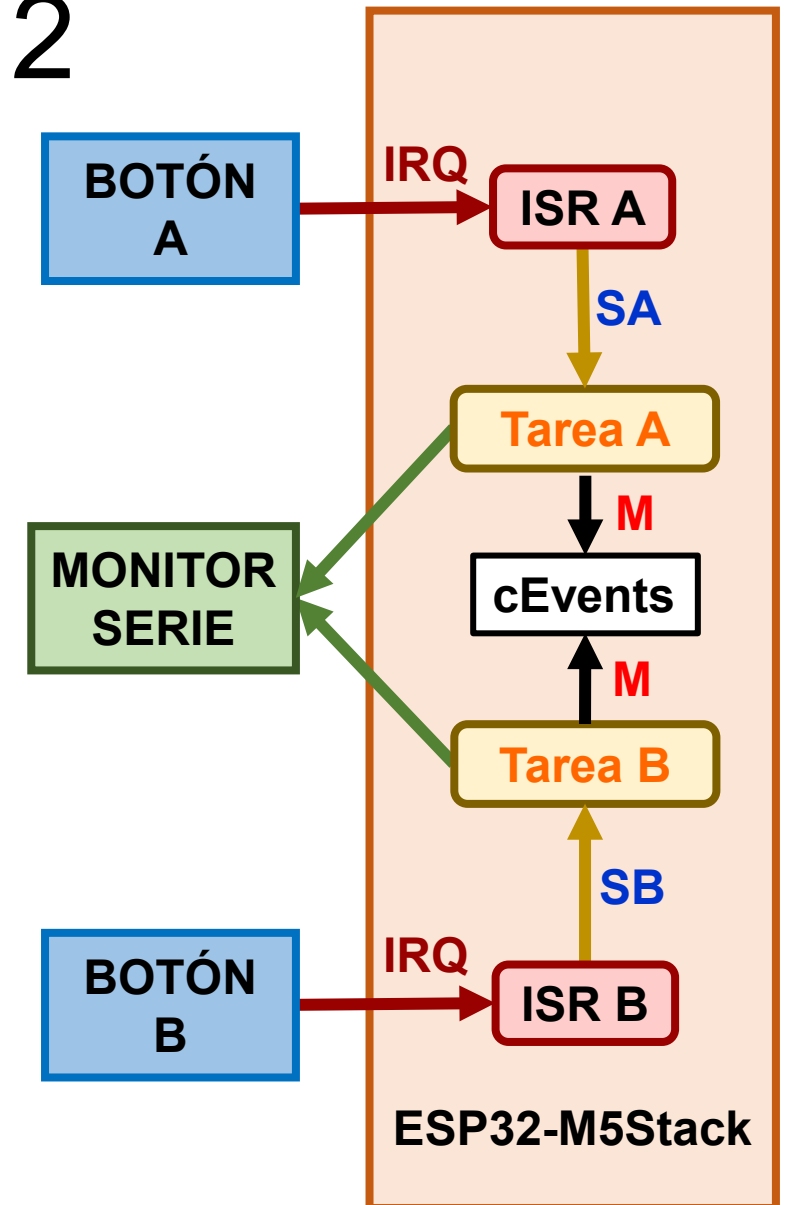 2
BOTÓN
A
IRQ
ISR A
SA
Tarea A
M
MONITOR
SERIE
cEvents
M
Tarea B
SB
BOTÓN
B
IRQ
ISR B
ESP32-M5Stack